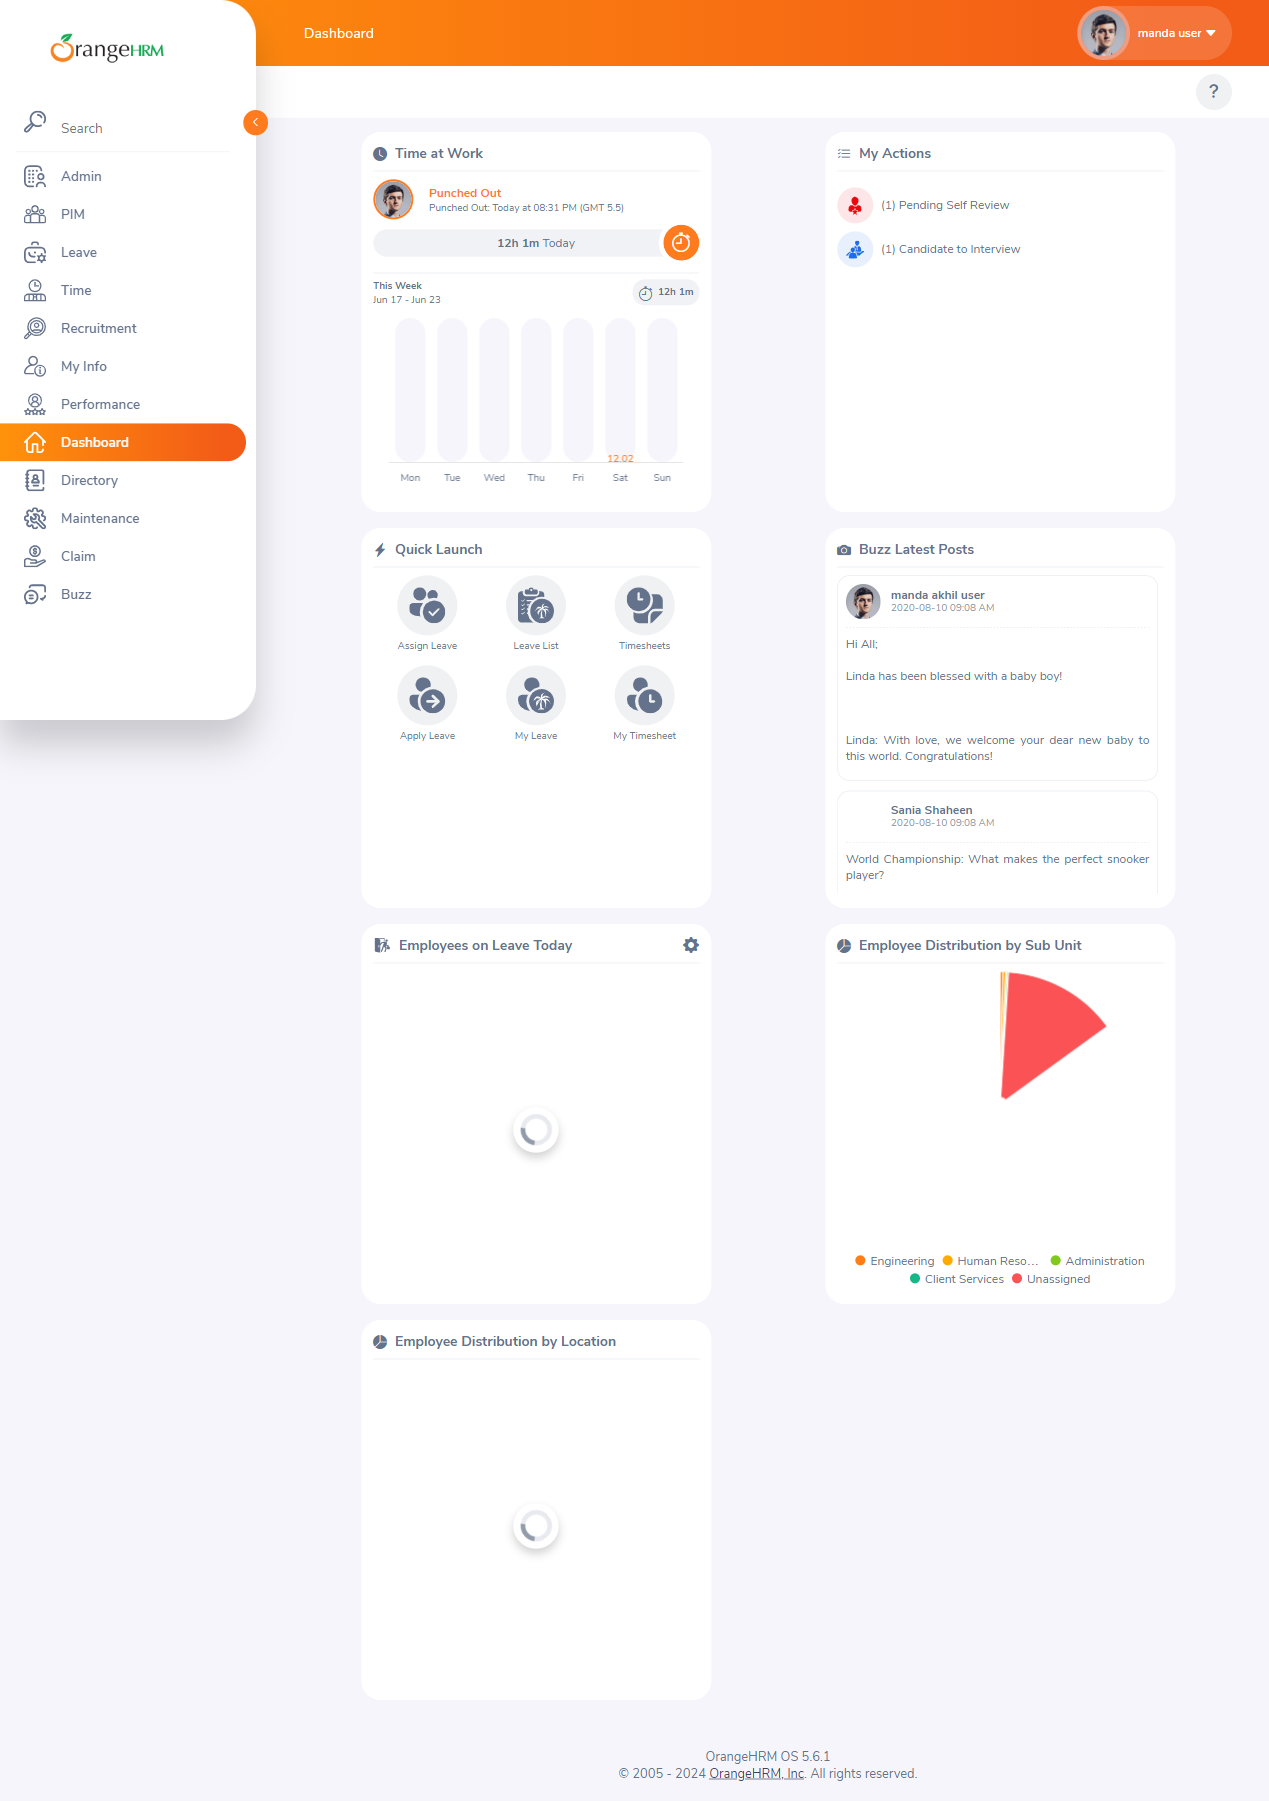 OrangeHRM
Dashboard
manda user
?
Search
Admin
PIM
Leave
Time
Recruitment
My Info
Performance
Dashboard
Directory
Maintenance
Claim
Buzz
Time at Work
Punched Out
Punched Out: Today at 08:31 PM (GMT 5.5)
12h 1m Today
This Week
Jun 17 - Jun 23
12h 1m
12.02
Mon Tue Wed Thu Fri Sat Sun
My Actions
(1) Pending Self Review
(1) Candidate to Interview
Quick Launch
Assign Leave Leave List Timesheets
Apply Leave My Leave My Timesheet
Buzz Latest Posts
manda akhil user
2020-08-10 09:08 AM
Hi All;
Linda has been blessed with a baby boy!
Linda: With love, we welcome your dear new baby to
this world. Congratulations!
Sania Shaheen
2020-08-10 09:08 AM
World Championship: What makes the perfect snooker
player?
Employees on Leave Today
Employee Distribution by Sub Unit
Engineering Human Reso... Administration
Client Services Unassigned
Employee Distribution by Location
OrangeHRM OS 5.6.1
© 2005 - 2024 OrangeHRM, Inc. All rights reserved.